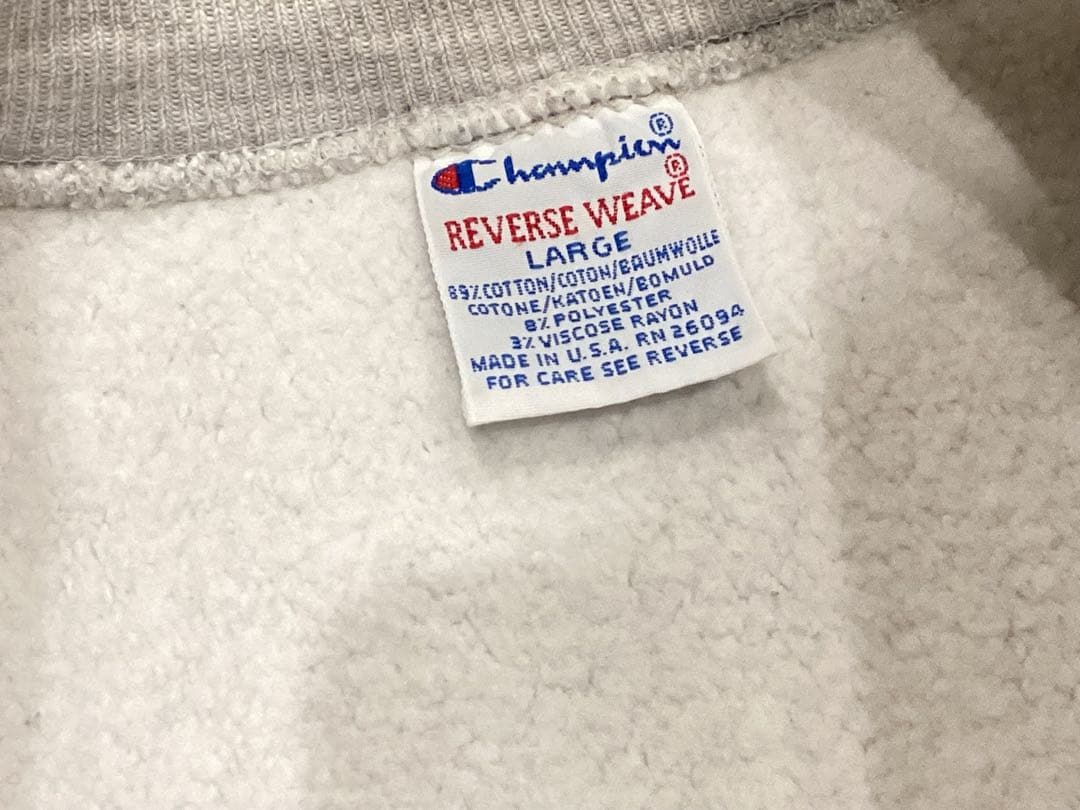 Champion®
REVERSE WEAVE®
LARGE
89% COTTON/COTON/BAUMWOLLE
COTONE/KATOEN/BOMULD
8% POLYESTER
3% VISCOSE RAYON
MADE IN U.S.A. RN 26094
FOR CARE SEE REVERSE